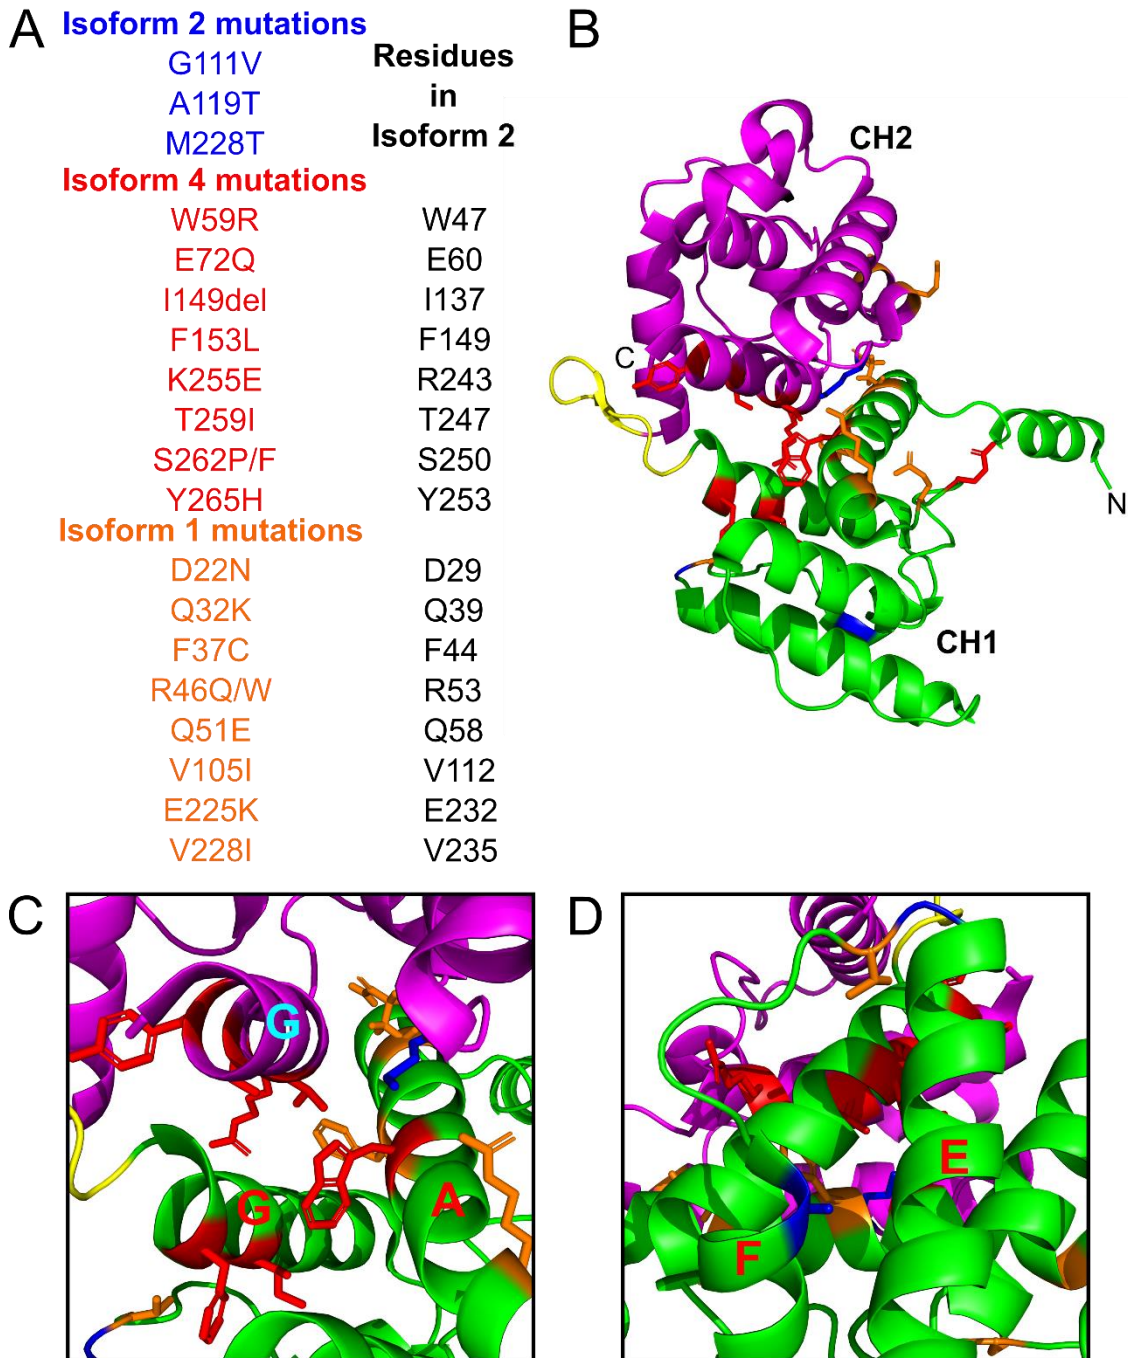 A
Isoform 2 mutations
G111V
A119T
M228T
Residues
in
Isoform 2
Isoform 4 mutations
W59R W47
E72Q E60
I149del I137
F153L F149
K255E R243
T259I T247
S262P/F S250
Y265H Y253
Isoform 1 mutations
D22N D29
Q32K Q39
F37C F44
R46Q/W R53
Q51E Q58
V105I V112
E225K E232
V228I V235
B
CH2
C
N
CH1
C
G
G
A
D
E
F